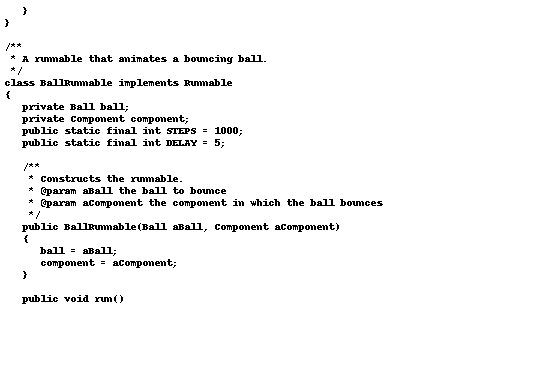 }
}

/**
 * A runnable that animates a bouncing ball.
 */
class BallRunnable implements Runnable
{
   private Ball ball;
   private Component component;
   public static final int STEPS = 1000;
   public static final int DELAY = 5;

   /**
    * Constructs the runnable.
    * @param aBall the ball to bounce
    * @param aComponent the component in which the ball bounces
    */
   public BallRunnable(Ball aBall, Component aComponent)
   {
      ball = aBall;
      component = aComponent;
   }

   public void run()